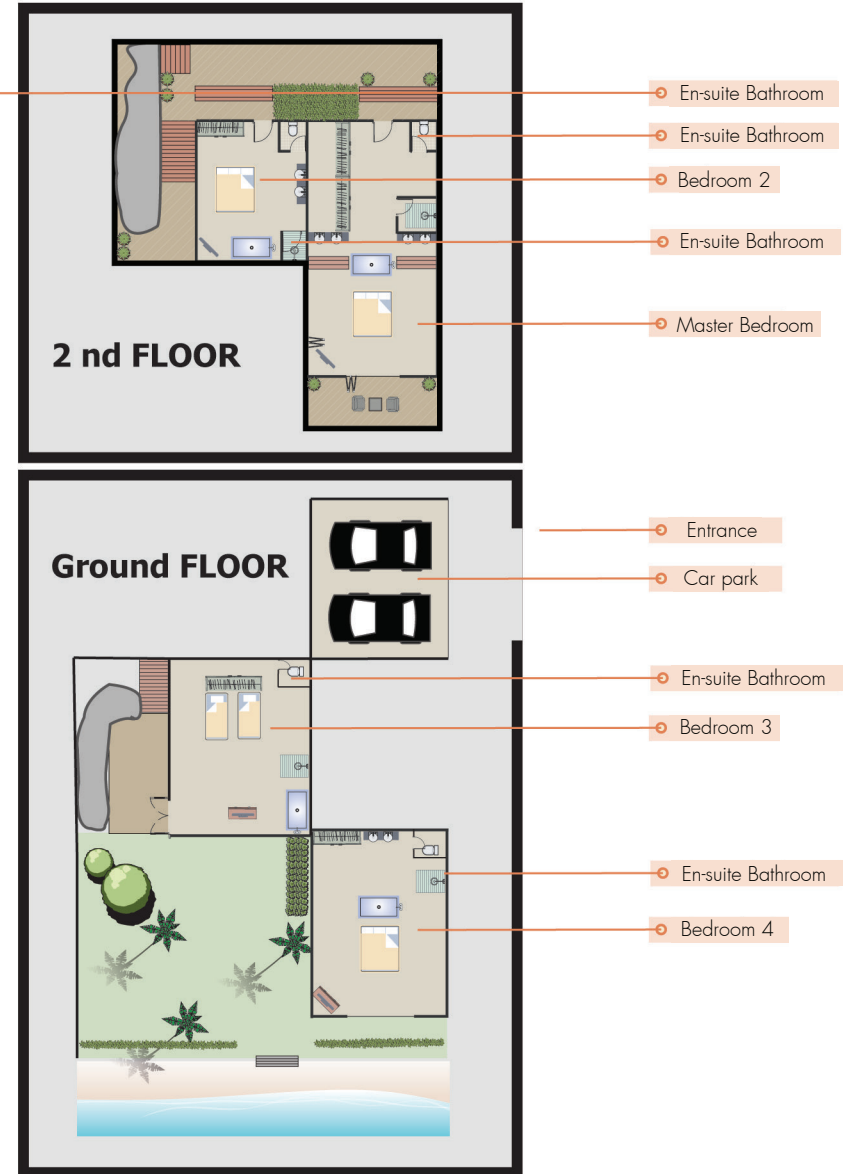 En-suite Bathroom
En-suite Bathroom
Bedroom 2
En-suite Bathroom
Master Bedroom
2 nd FLOOR
Entrance
Ground FLOOR
Car park
En-suite Bathroom
Bedroom 3
En-suite Bathroom
Bedroom 4